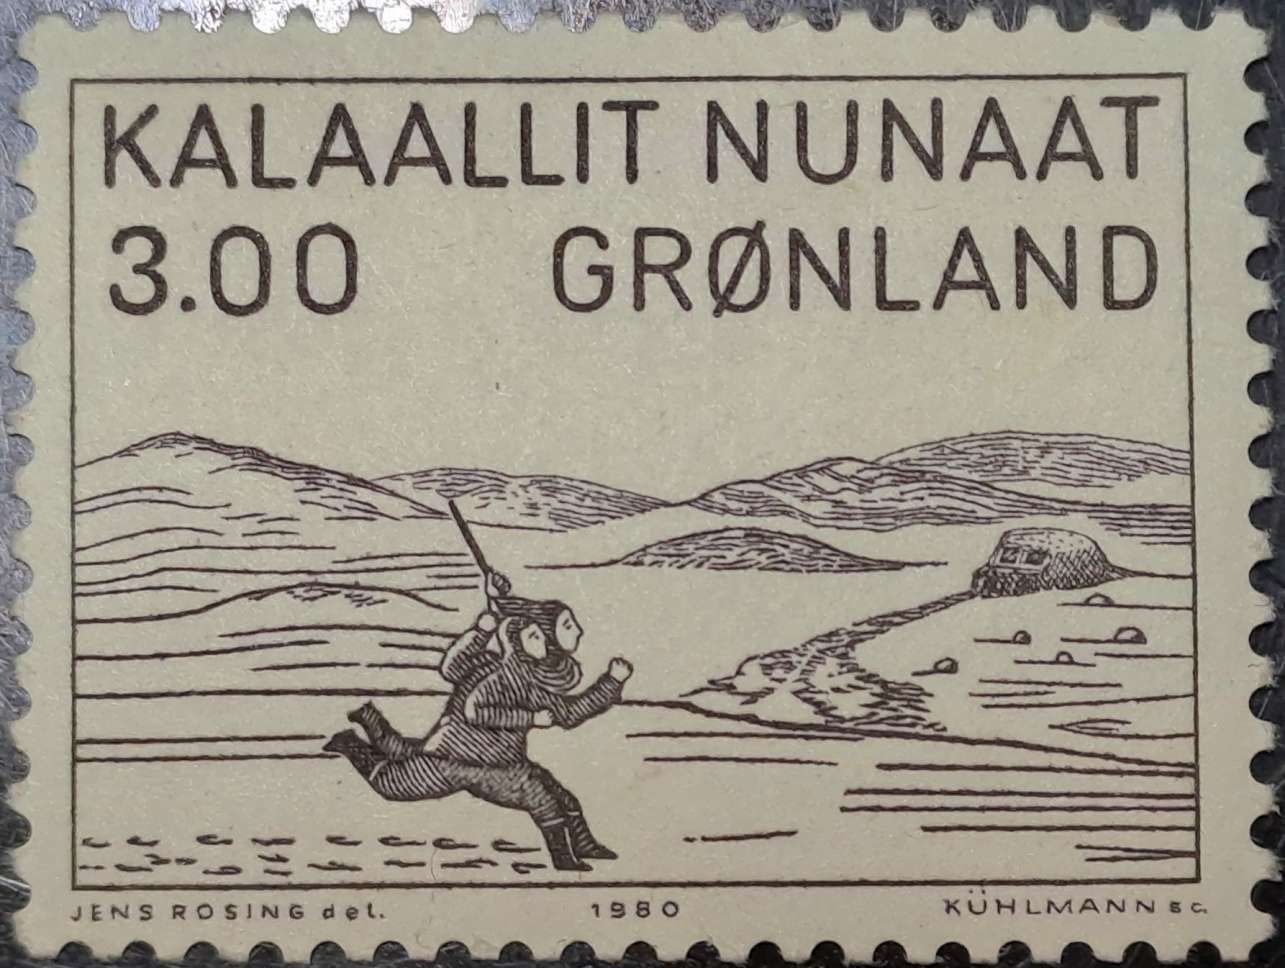 KALAALLIT NUNAAT
3.00 GRØNLAND
JENS ROSING del. 1980 KÜHLMANN sc.